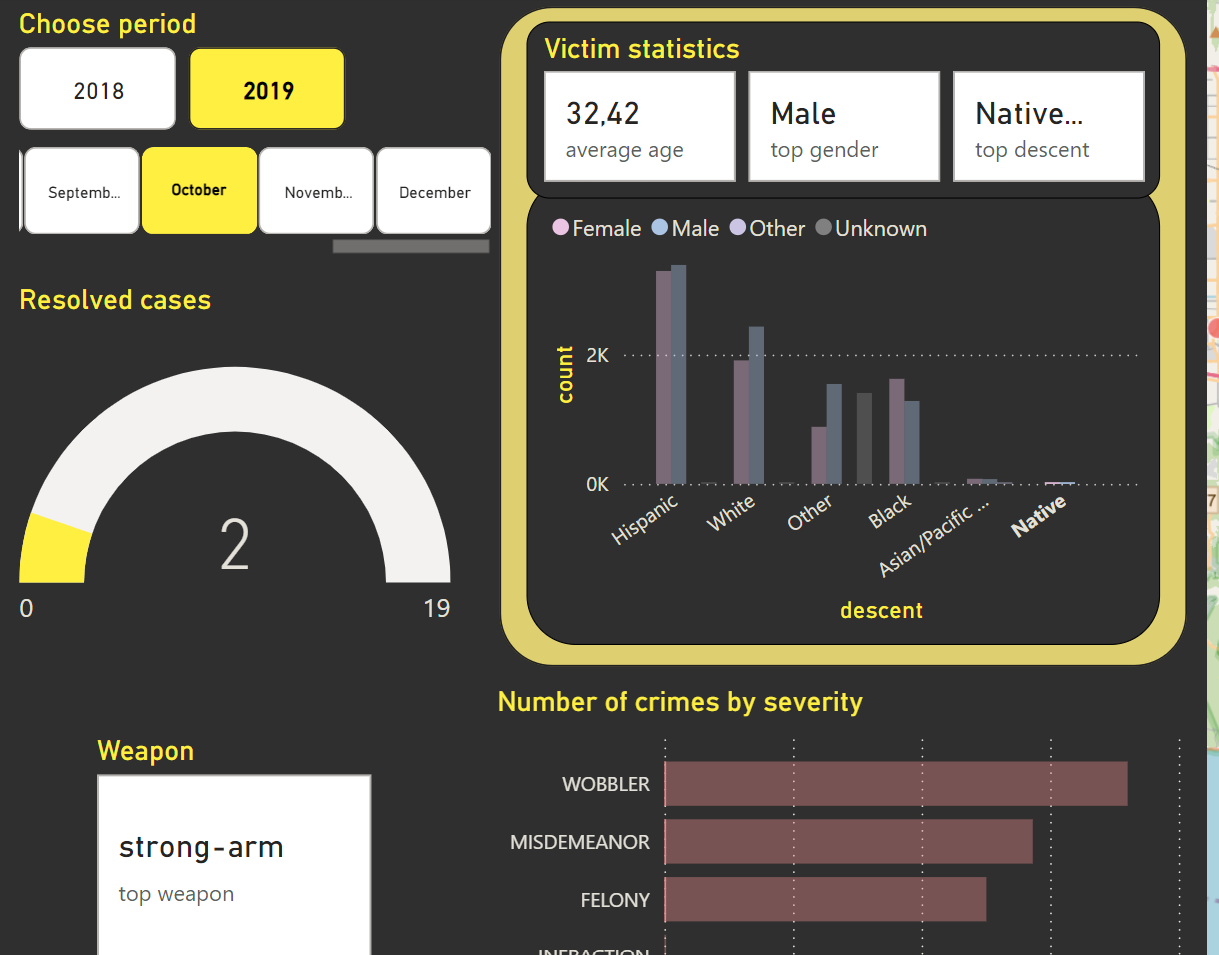 Choose period
2018
2019
Septemb...
October
Novemb...
December
Resolved cases
2
0
19
Victim statistics
32,42
average age
Male
top gender
Native...
top descent
Female
Male
Other
Unknown
count
2K
0K
Hispanic
White
Other
Black
Asian/Pacific ...
Native
descent
Number of crimes by severity
WOBBLER
MISDEMEANOR
FELONY
INFRACTION
Weapon
strong-arm
top weapon
7